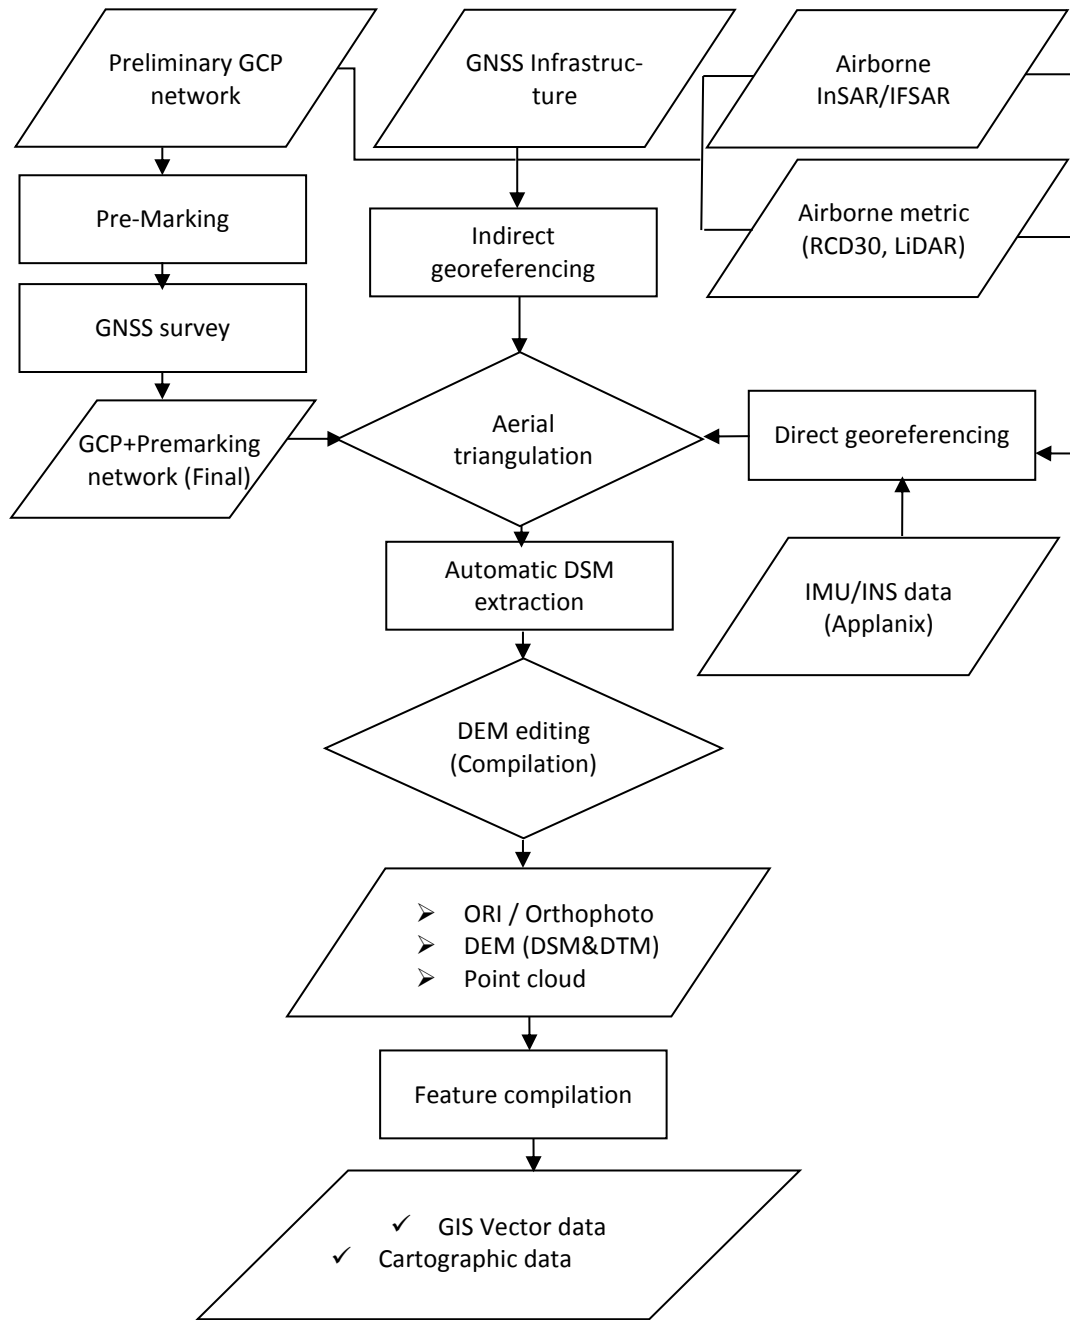 Preliminary GCP
network
GNSS Infrastruc-
ture
Airborne
InSAR/IFSAR
Pre-Marking
Indirect
georeferencing
Airborne metric
(RCD30, LiDAR)
GNSS survey
GCP+Premarking
network (Final)
Aerial
triangulation
Direct georeferencing
Automatic DSM
extraction
IMU/INS data
(Applanix)
DEM editing
(Compilation)
➢ ORI / Orthophoto
➢ DEM (DSM&DTM)
➢ Point cloud
Feature compilation
✓ GIS Vector data
✓ Cartographic data